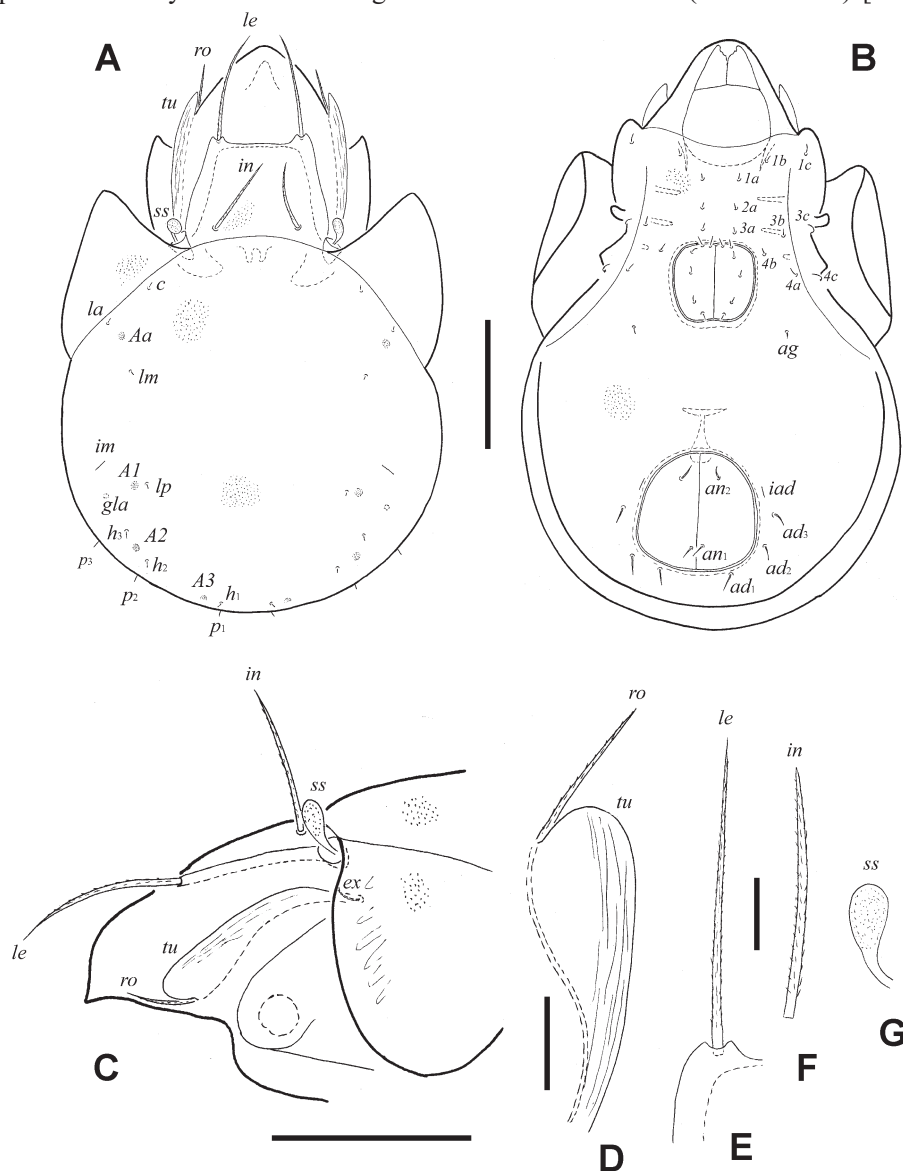 le
A
ro
B
tu
in
1b
1c
1a
ss
2a
3b
3c
3a
4b
c
4a
4c
la
Aa
ag
lm
im
A1
lp
an2
iad
gla
h3
A2
ad3
p3
h2
an1
ad2
A3
h1
ad1
p2
p1
in
ro
le
in
ss
tu
ss
ex
le
tu
ro
G
C
F
D
E